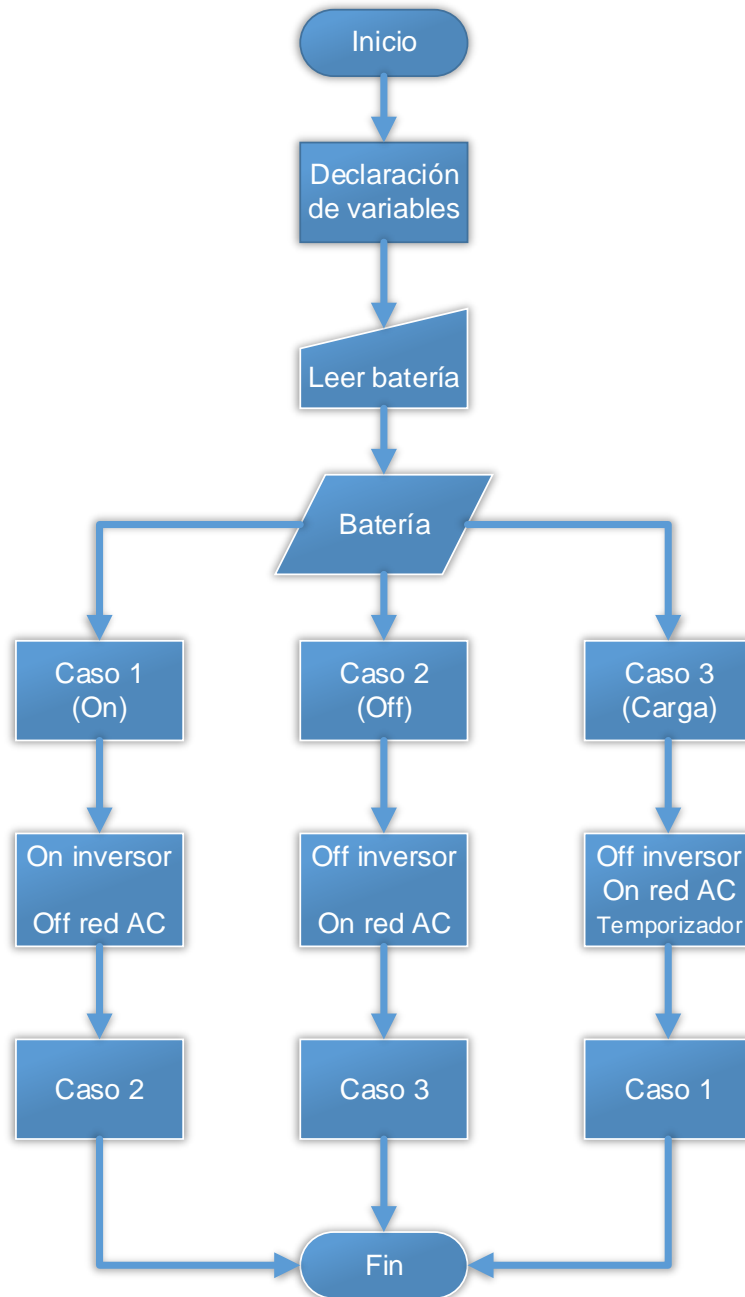 Inicio
Declaración
de variables
Leer batería
Batería
Caso 1
(On)
Caso 2
(Off)
Caso 3
(Carga)
On inversor
Off red AC
Off inversor
On red AC
Off inversor
On red AC
Temporizador
Caso 2
Caso 3
Caso 1
Fin